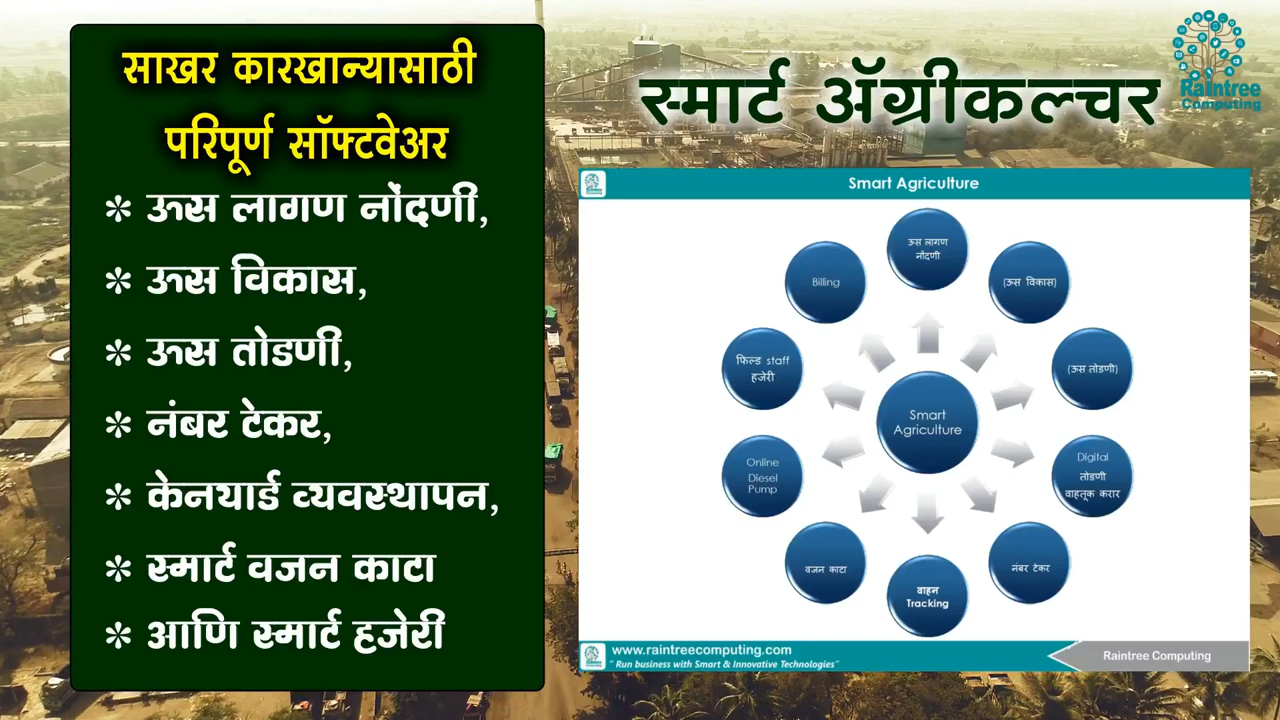 साखर कारखान्यासाठी
परिपूर्ण सॉफ्टवेअर
* ऊस लागण नोंदणी,
* ऊस विकास,
* ऊस तोडणी,
* नंबर टेकर,
* केनयार्ड व्यवस्थापन,
* स्मार्ट वजन काटा
* आणि स्मार्ट हजेरी
स्मार्ट ॲग्रीकल्चर
Raintree
Computing
Smart Agriculture
ऊस लागण
नोंदणी
(ऊस विकास)
(ऊस तोडणी)
Digital
तोडणी
वाहतूक करार
नंबर टेकर
वाहन
Tracking
वजन काटा
Online
Diesel
Pump
फिल्ड staff
हजेरी
Billing
Smart
Agriculture
www.raintreecomputing.com
" Run business with Smart & Innovative Technologies"
Raintree Computing